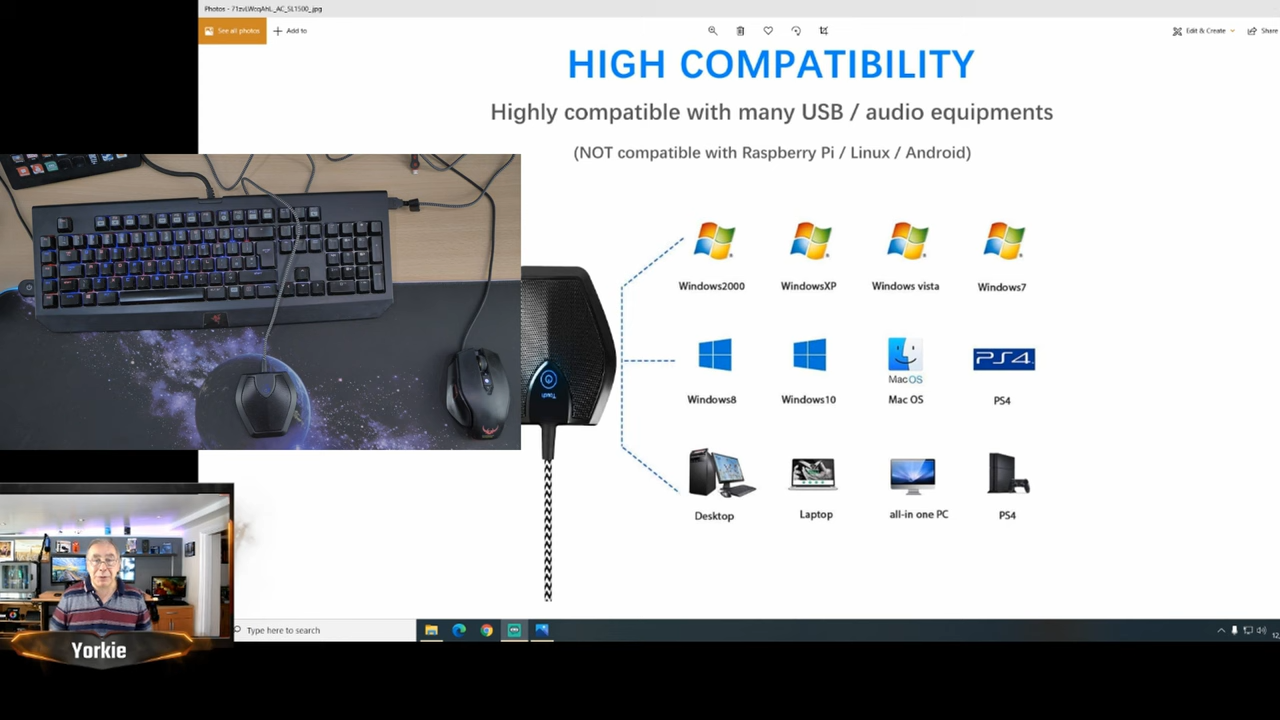 Photos - 71zvLWcqAhL_AC_SL1500_.jpg
See all photos
Add to
Edit & Create
Share
HIGH COMPATIBILITY
Highly compatible with many USB / audio equipments
(NOT compatible with Raspberry Pi / Linux / Android)
Windows2000
WindowsXP
Windows vista
Windows7
MacOS
PS4
Windows8
Windows10
Mac OS
PS4
Touch
Desktop
Laptop
all-in one PC
PS4
Type here to search
Yorkie